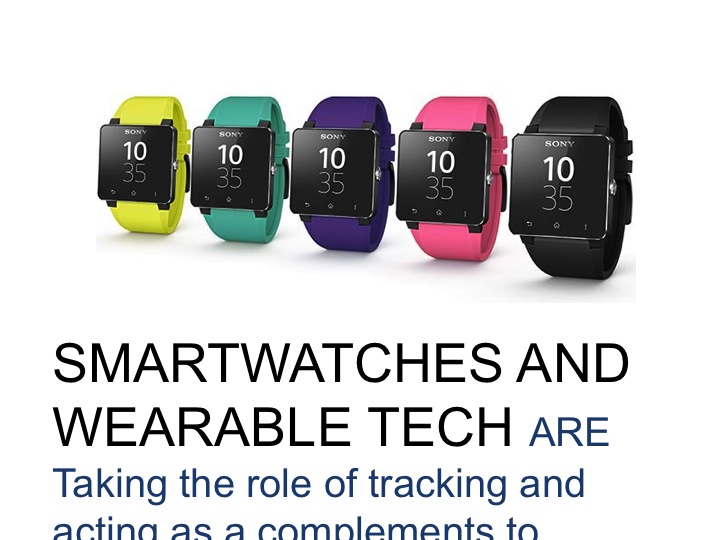 SONY
10
35
SONY
10
35
SONY
10
35
SONY
10
35
SONY
10
35
SMARTWATCHES AND
WEARABLE TECH ARE
Taking the role of tracking and
acting as a complements to